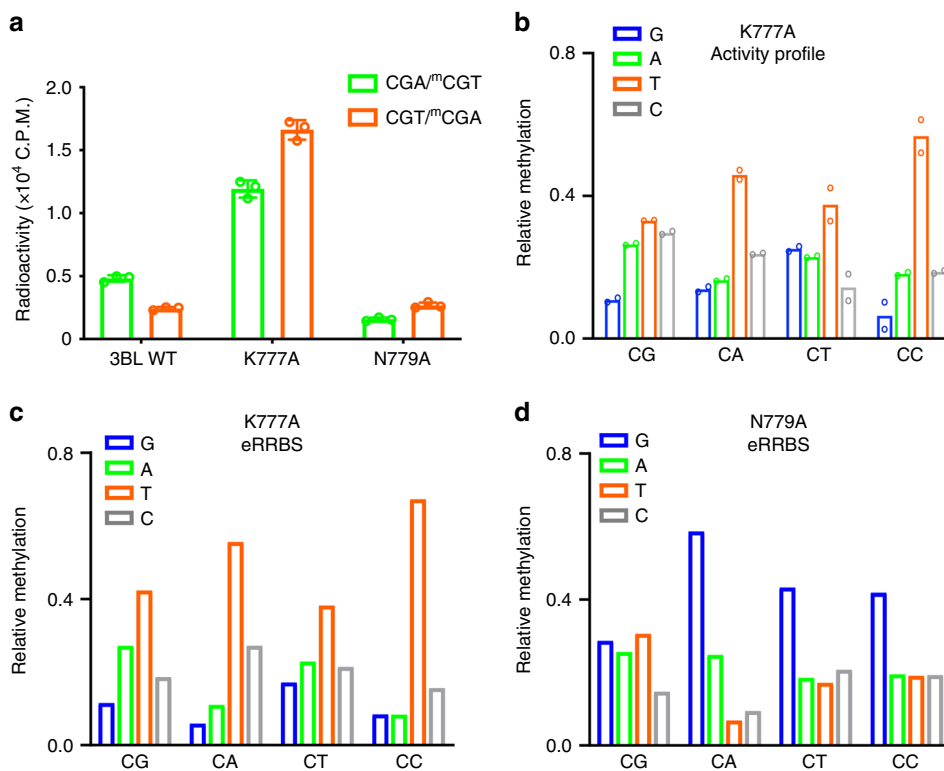 a
Radioactivity (×10⁴ C.P.M.)
2.0
1.5
1.0
0.5
0
CGA/ᵐCGT
CGT/ᵐCGA
3BL WT
K777A
N779A
b
K777A
Activity profile
G
A
T
C
Relative methylation
0.8
0.4
0.0
CG
CA
CT
CC
c
K777A
eRRBS
G
A
T
C
Relative methylation
0.8
0.4
0.0
CG
CA
CT
CC
d
N779A
eRRBS
G
A
T
C
Relative methylation
0.8
0.4
0.0
CG
CA
CT
CC